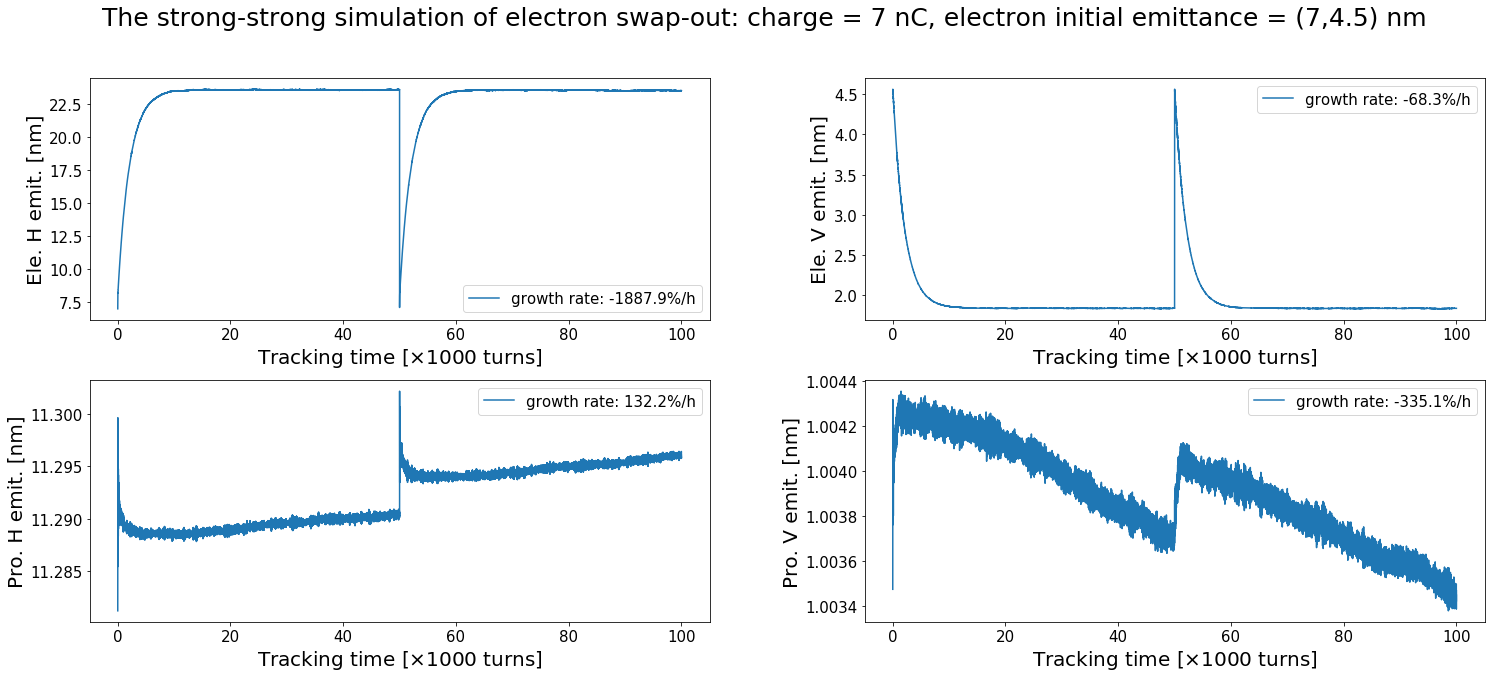 The strong-strong simulation of electron swap-out: charge = 7 nC, electron initial emittance = (7,4.5) nm
Ele. H emit. [nm]
22.5
20.0
17.5
15.0
12.5
10.0
7.5
growth rate: -1887.9%/h
0 20 40 60 80 100
Tracking time [×1000 turns]
Ele. V emit. [nm]
4.5
4.0
3.5
3.0
2.5
2.0
growth rate: -68.3%/h
0 20 40 60 80 100
Tracking time [×1000 turns]
Pro. H emit. [nm]
11.300
11.295
11.290
11.285
growth rate: 132.2%/h
0 20 40 60 80 100
Tracking time [×1000 turns]
Pro. V emit. [nm]
1.0044
1.0042
1.0040
1.0038
1.0036
1.0034
growth rate: -335.1%/h
0 20 40 60 80 100
Tracking time [×1000 turns]